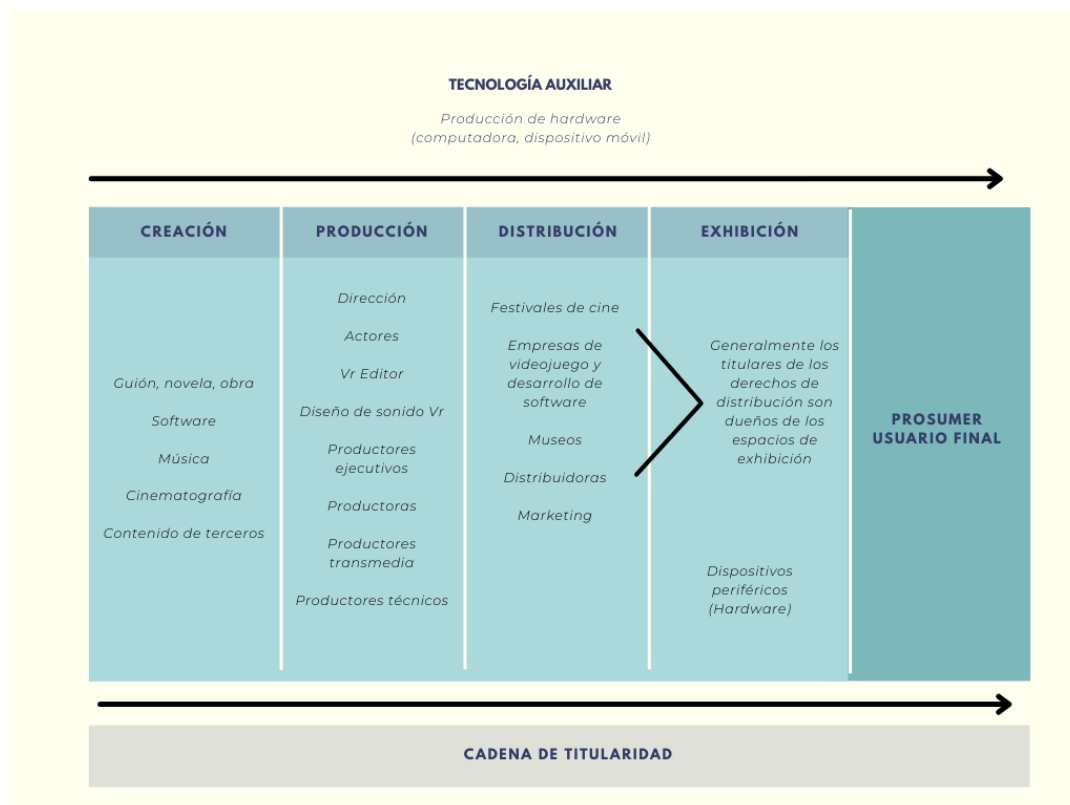 TECNOLOGÍA AUXILIAR
Producción de hardware
(computadora, dispositivo móvil)
CREACIÓN
Guión, novela, obra
Software
Música
Cinematografía
Contenido de terceros
PRODUCCIÓN
Dirección
Actores
Vr Editor
Diseño de sonido Vr
Productores
ejecutivos
Productoras
Productores
transmedia
Productores técnicos
DISTRIBUCIÓN
Festivales de cine
Empresas de
videojuego y
desarrollo de
software
Museos
Distribuidoras
Marketing
EXHIBICIÓN
Generalmente los
titulares de los
derechos de
distribución son
dueños de los
espacios de
exhibición
Dispositivos
periféricos
(Hardware)
PROSUMER
USUARIO FINAL
CADENA DE TITULARIDAD